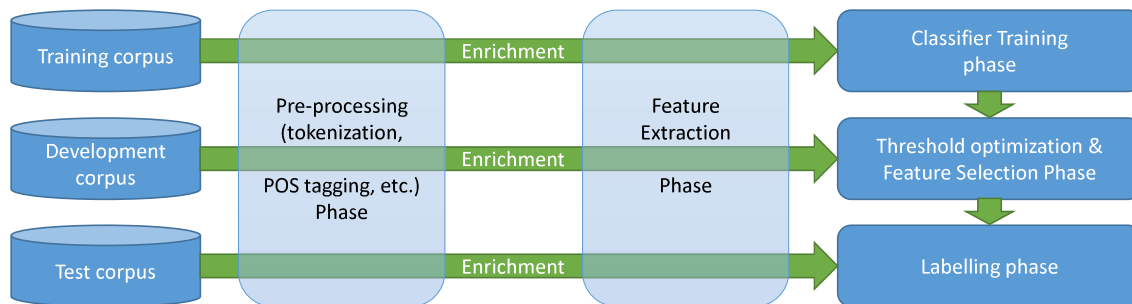 Training corpus
Enrichment
Classifier Training
phase
Pre-processing
(tokenization,
POS tagging, etc.)
Phase
Feature
Extraction
Phase
Development
corpus
Enrichment
Threshold optimization &
Feature Selection Phase
Test corpus
Enrichment
Labelling phase